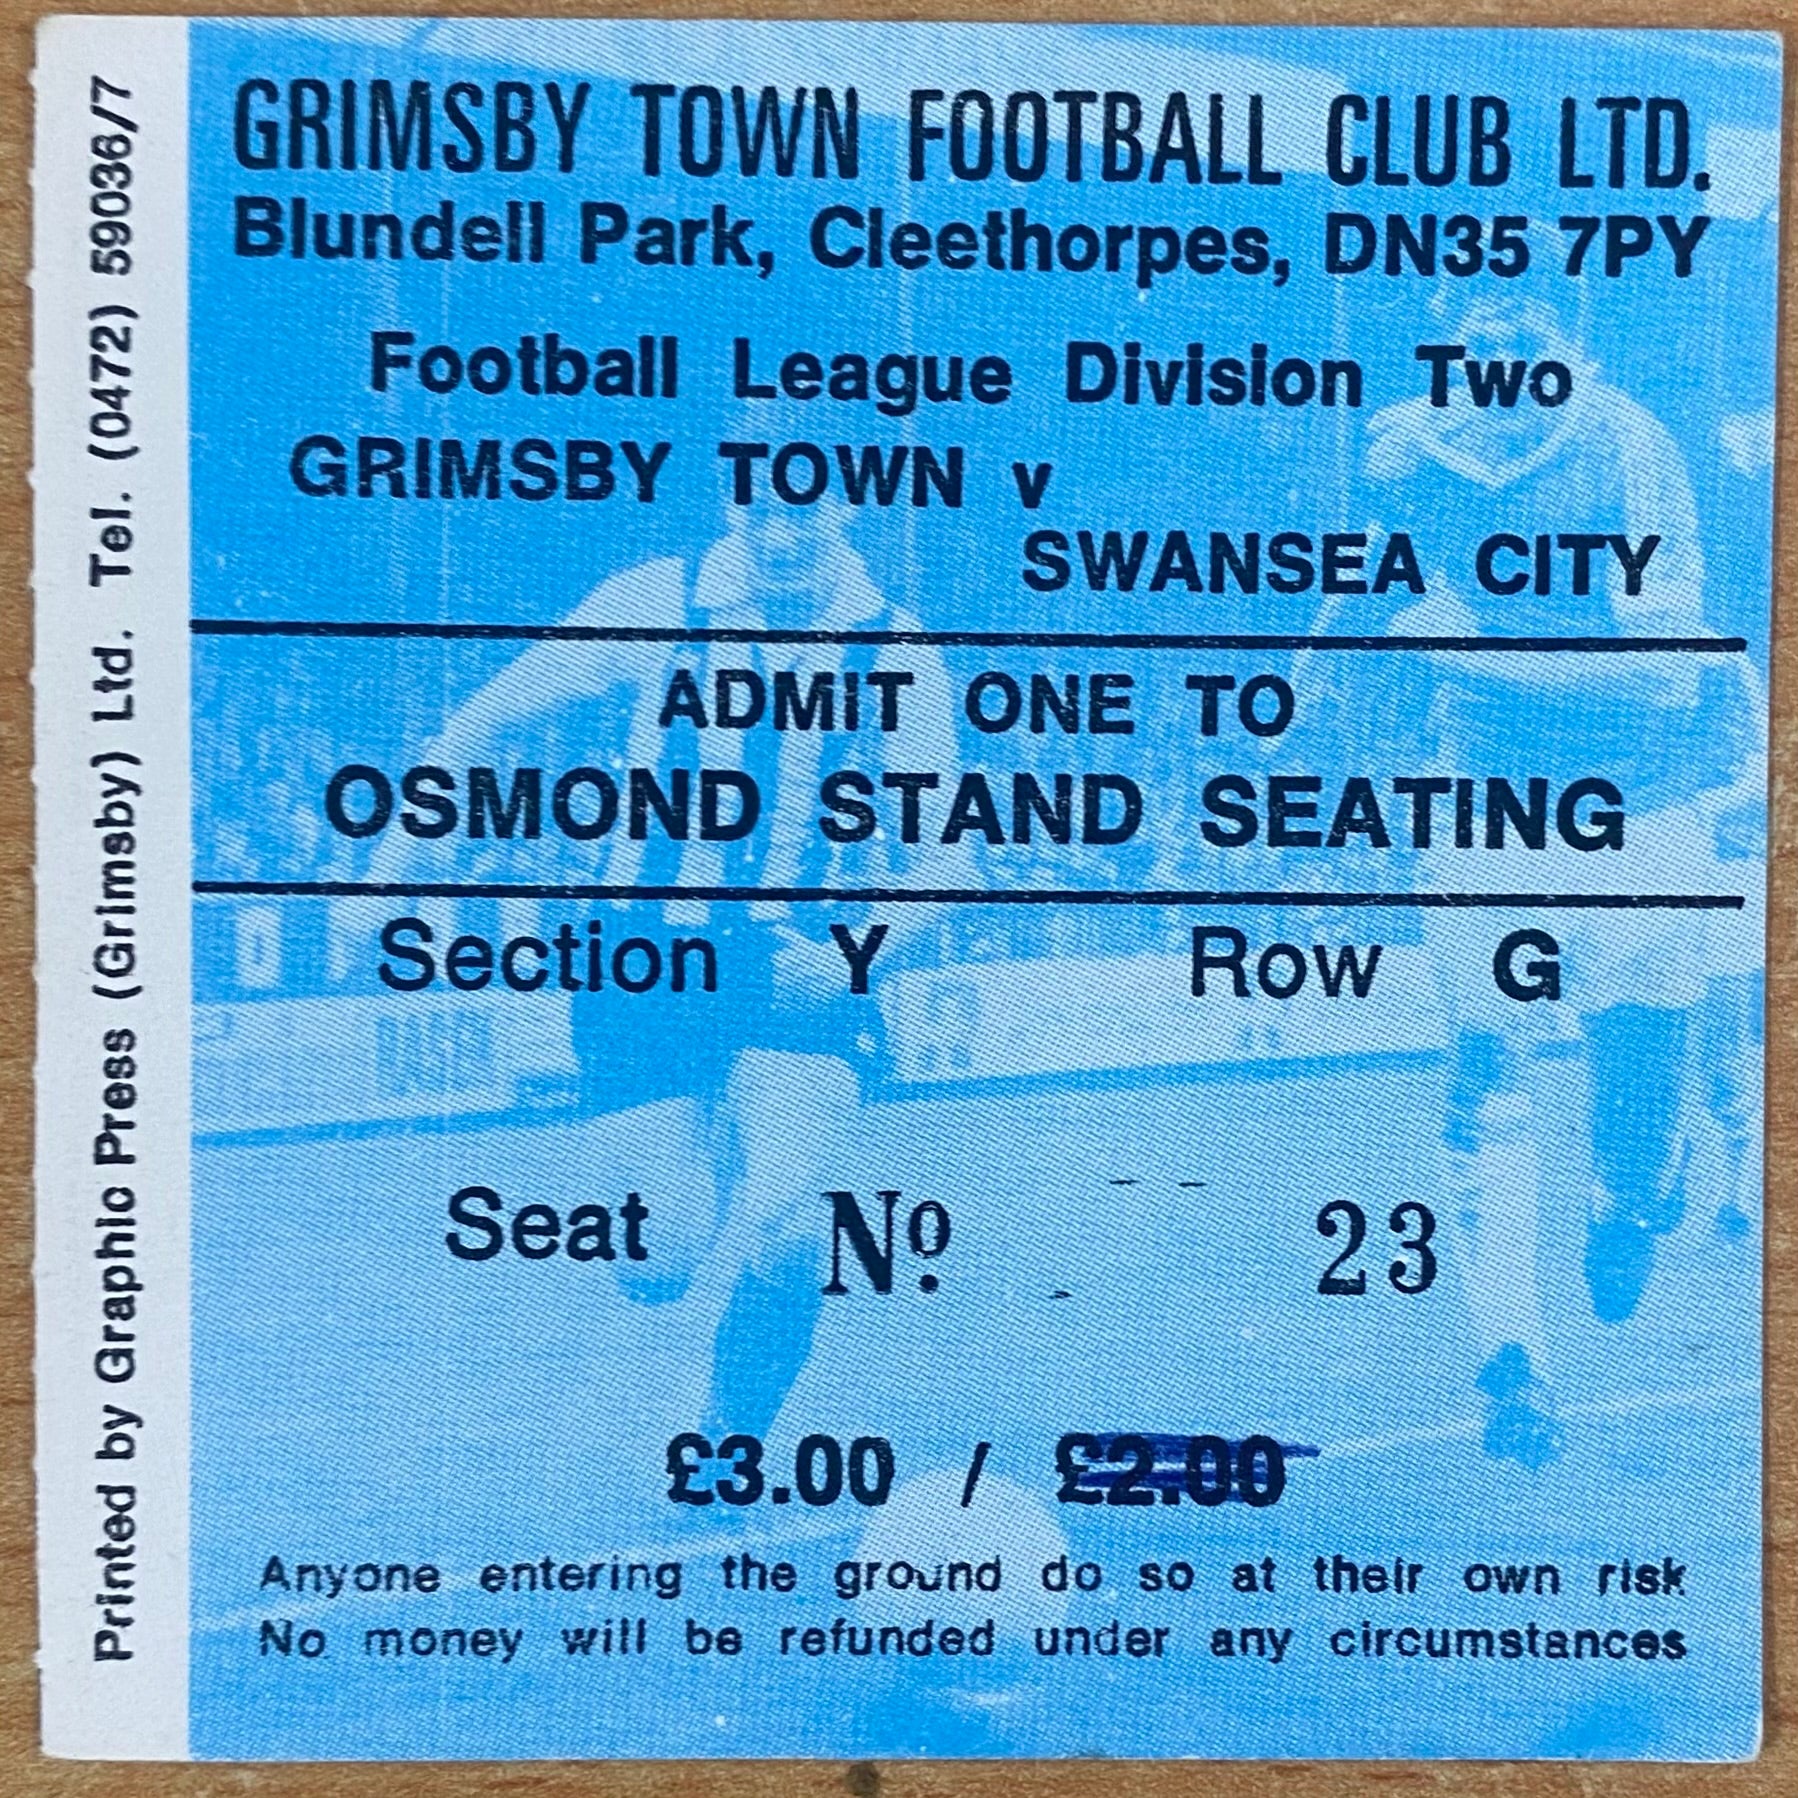 GRIMSBY TOWN FOOTBALL CLUB LTD.
Blundell Park, Cleethorpes, DN35 7PY
Football League Division Two
GRIMSBY TOWN v
SWANSEA CITY
ADMIT ONE TO
OSMOND STAND SEATING
Section Y Row G
Seat Nº 23
£3.00 / £2.00
Anyone entering the ground do so at their own risk
No money will be refunded under any circumstances
Printed by Graphic Press (Grimsby) Ltd. Tel. (0472) 59036/7